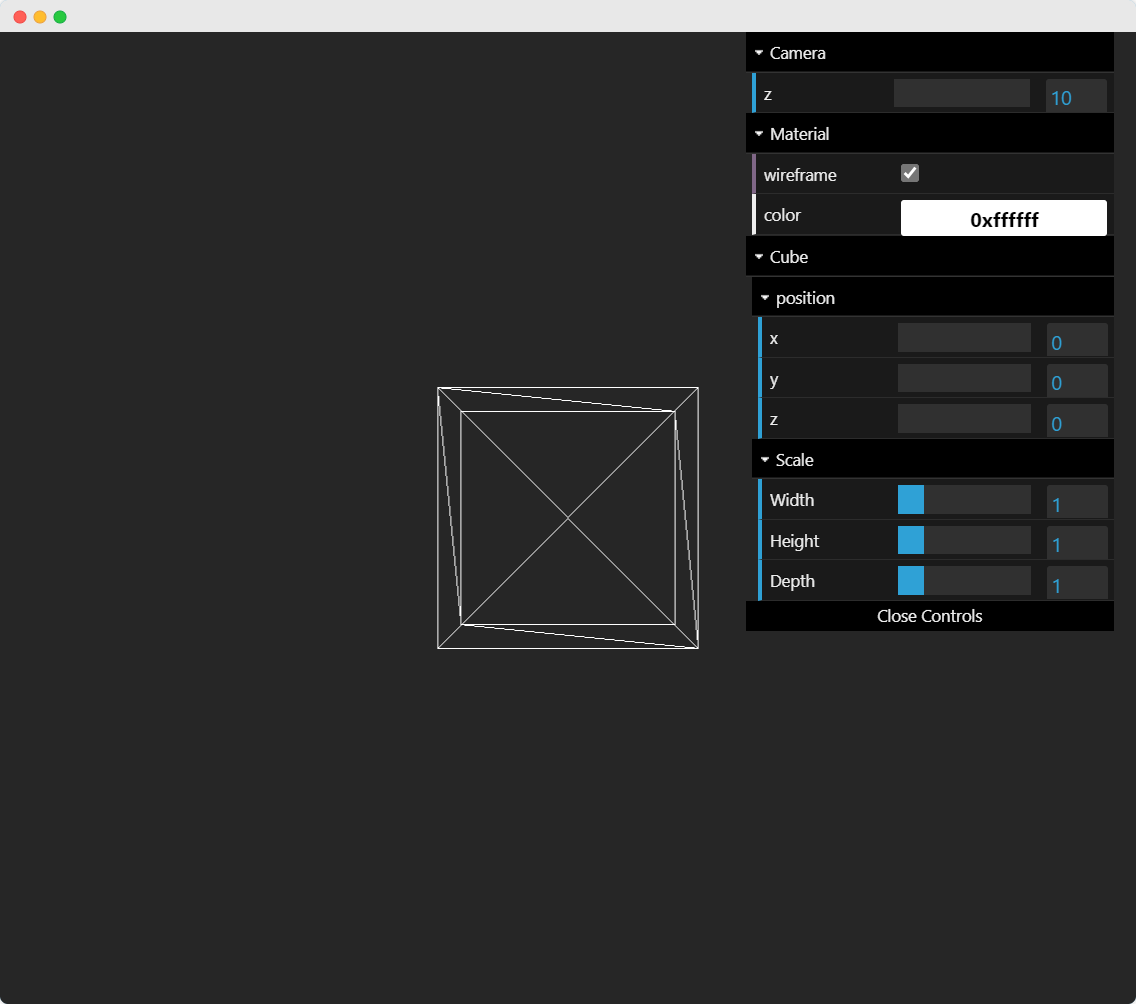 Camera
z 10
Material
wireframe
color 0xffffff
Cube
position
x 0
y 0
z 0
Scale
Width 1
Height 1
Depth 1
Close Controls